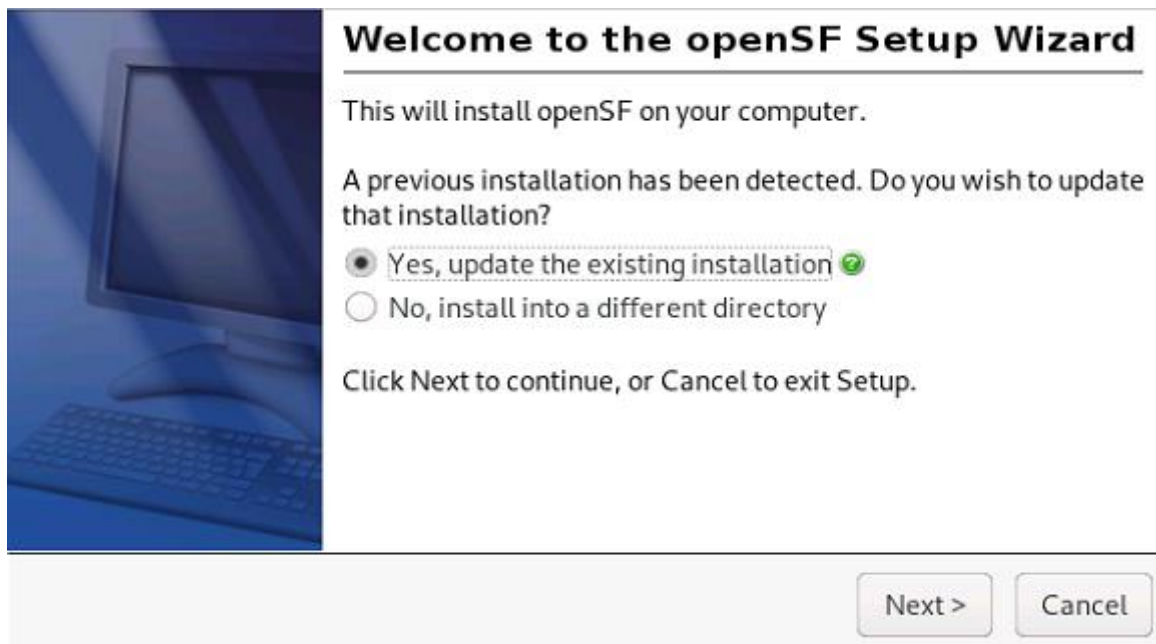 Welcome to the openSF Setup Wizard
This will install openSF on your computer.
A previous installation has been detected. Do you wish to update
that installation?
Yes, update the existing installation
No, install into a different directory
Click Next to continue, or Cancel to exit Setup.
Next >
Cancel